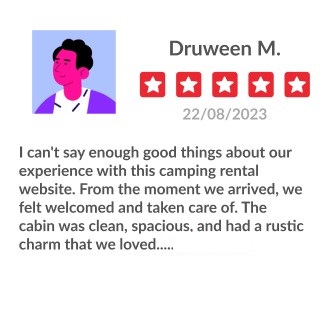 Druween M.
22/08/2023
I can't say enough good things about our
experience with this camping rental
website. From the moment we arrived, we
felt welcomed and taken care of. The
cabin was clean, spacious, and had a rustic
charm that we loved.....